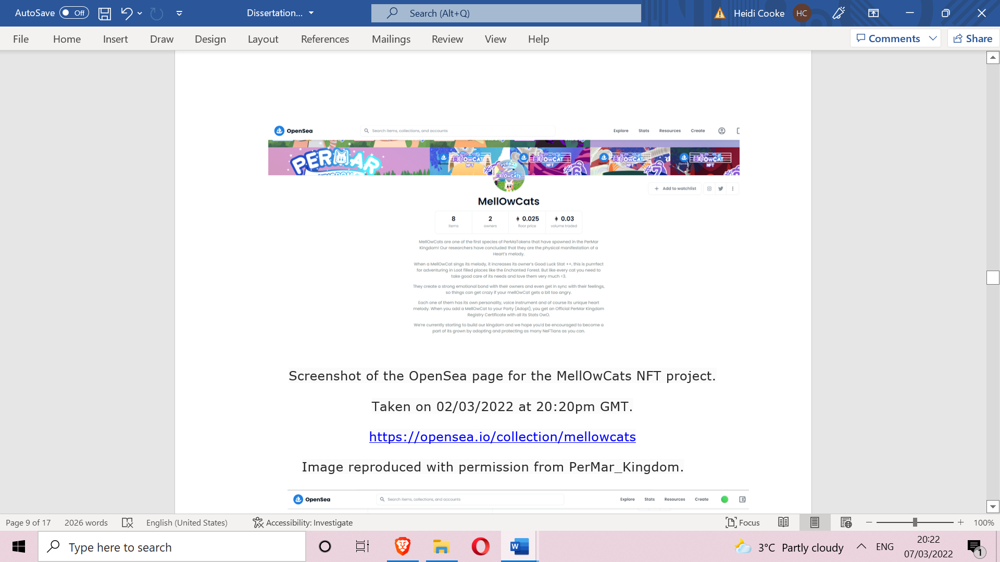 AutoSave Off Dissertation... Search (Alt+Q) Heidi Cooke HC
File Home Insert Draw Design Layout References Mailings Review View Help Comments Share
OpenSea Search items, collections, and accounts Explore Stats Resources Create
PERMAR
MellOwCats
Add to watchlist
8 2 0.025 0.03
items owners floor price volume traded
MellOwCats are one of the first species of PerMaTokens that have spawned in the PerMar
Kingdom! Our researchers have concluded that they are the physical manifestation of a
Heart's melody.
When a MellOwCat sings its melody, it increases its owner's Good Luck Stat ++, this is purrrfect
for adventuring in Loot filled places like the Enchanted Forest. But like every cat you need to
take good care of its needs and love them very much <3.
They create a strong emotional bond with their owners and even get in sync with their feelings,
so things can get crazy if your mellOwCat gets a bit too angry.
Each one of them has its own personality, voice instrument and of course its unique heart
melody. When you add a MellOwCat to your Party (Adopt), you get an Official PerMar Kingdom
Registry Certificate with all its Stats OwO.
We're currently starting to build our kingdom and we hope you'd be encouraged to become a
part of its grown by adopting and protecting as many NeFTians as you can.
Screenshot of the OpenSea page for the MellOwCats NFT project.
Taken on 02/03/2022 at 20:20pm GMT.
https://opensea.io/collection/mellowcats
Image reproduced with permission from PerMar_Kingdom.
OpenSea Search items, collections, and accounts Explore Stats Resources Create
Page 9 of 17 2026 words English (United States) Accessibility: Investigate Focus 100%
Type here to search 3°C Partly cloudy ENG 20:22
07/03/2022 1